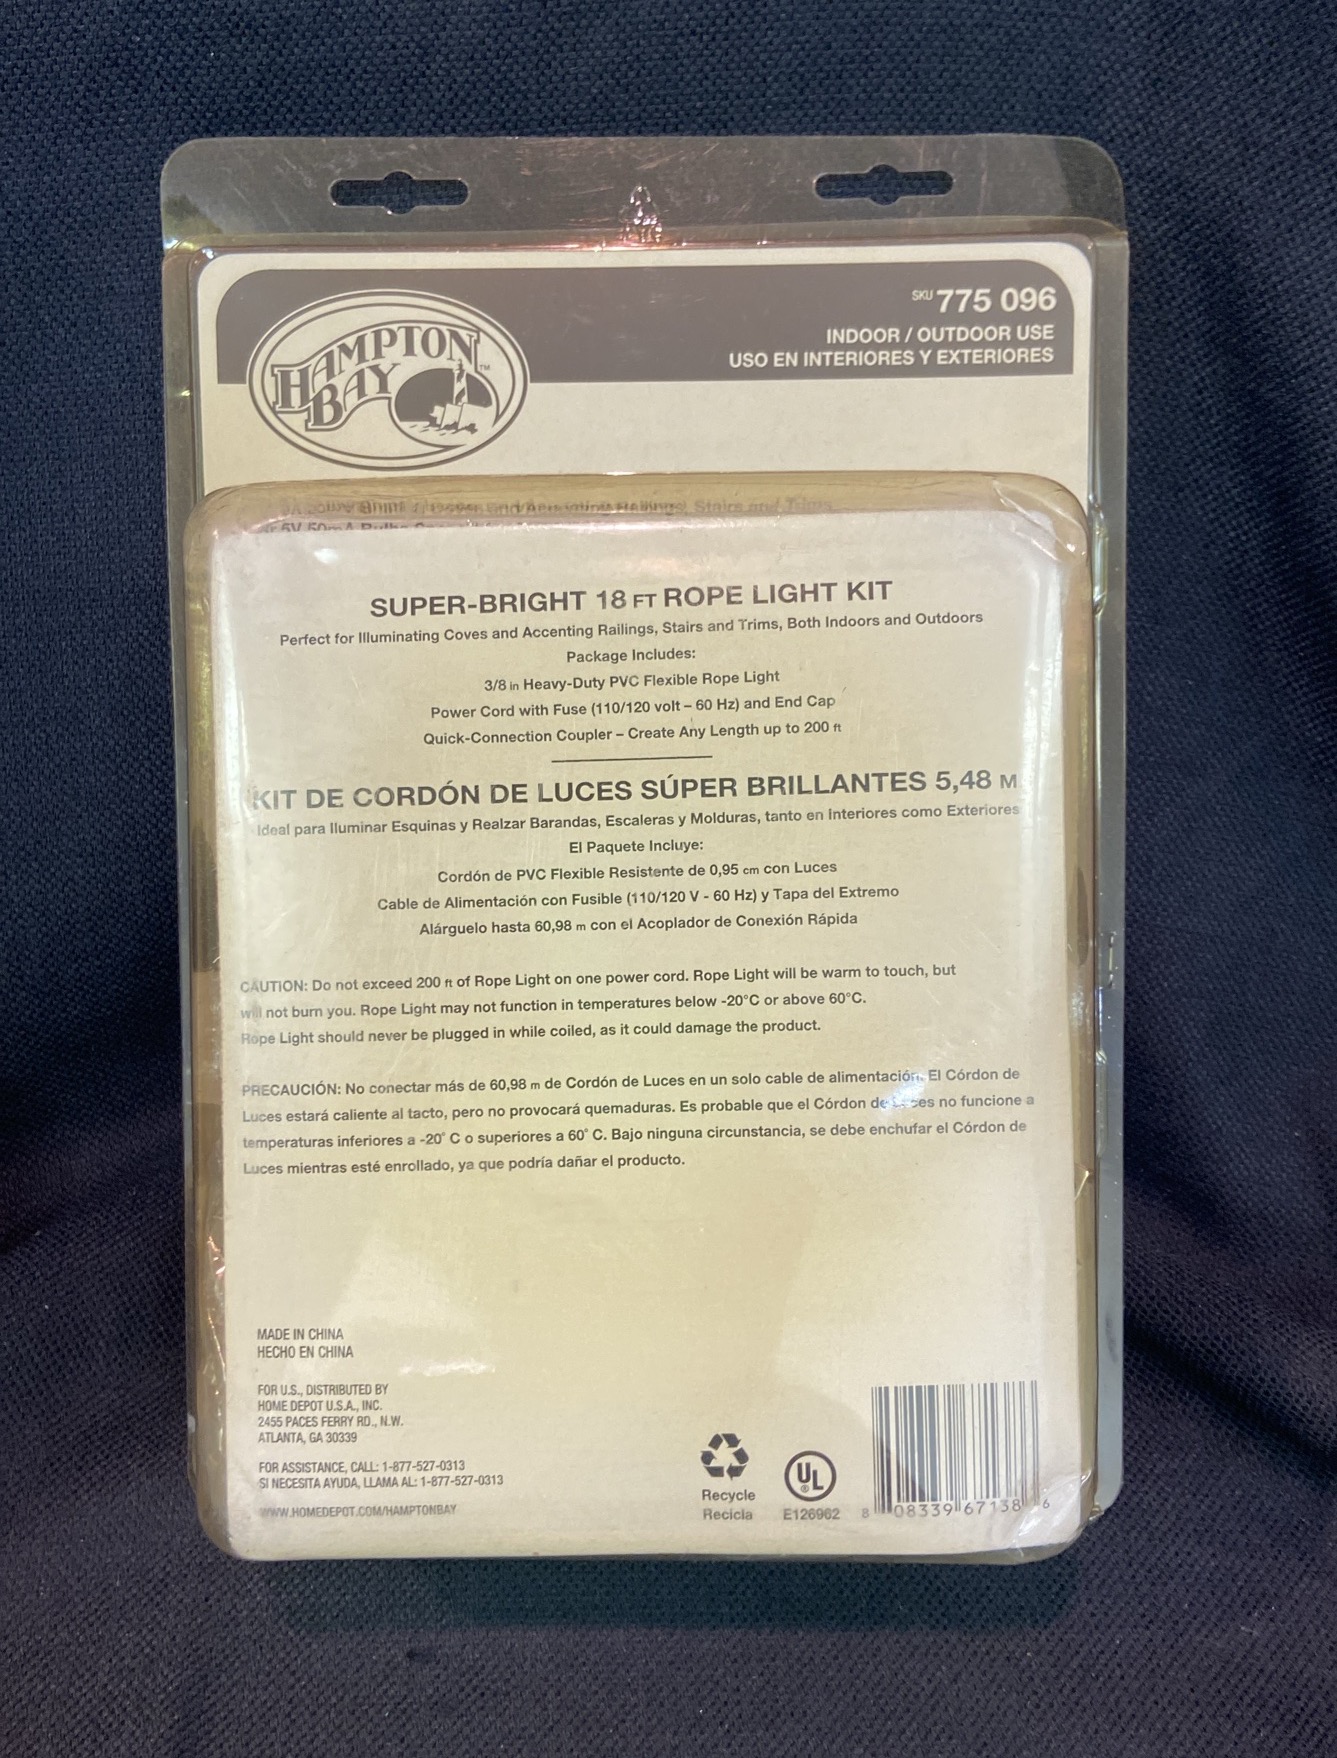 HAMPTON BAY™
SKU 775 096
INDOOR / OUTDOOR USE
USO EN INTERIORES Y EXTERIORES
Stairs and Trims
SUPER-BRIGHT 18 FT ROPE LIGHT KIT
Perfect for Illuminating Coves and Accenting Railings, Stairs and Trims, Both Indoors and Outdoors
Package Includes:
3/8 in Heavy-Duty PVC Flexible Rope Light
Power Cord with Fuse (110/120 volt – 60 Hz) and End Cap
Quick-Connection Coupler – Create Any Length up to 200 ft
KIT DE CORDÓN DE LUCES SÚPER BRILLANTES 5,48 M
Ideal para Iluminar Esquinas y Realzar Barandas, Escaleras y Molduras, tanto en Interiores como Exteriores
El Paquete Incluye:
Cordón de PVC Flexible Resistente de 0,95 cm con Luces
Cable de Alimentación con Fusible (110/120 V - 60 Hz) y Tapa del Extremo
Alárguelo hasta 60,98 m con el Acoplador de Conexión Rápida
CAUTION: Do not exceed 200 ft of Rope Light on one power cord. Rope Light will be warm to touch, but
will not burn you. Rope Light may not function in temperatures below -20°C or above 60°C.
Rope Light should never be plugged in while coiled, as it could damage the product.
PRECAUCIÓN: No conectar más de 60,98 m de Cordón de Luces en un solo cable de alimentación. El Córdon de
Luces estará caliente al tacto, pero no provocará quemaduras. Es probable que el Córdon de Luces no funcione a
temperaturas inferiores a -20° C o superiores a 60° C. Bajo ninguna circunstancia, se debe enchufar el Córdon de
Luces mientras esté enrollado, ya que podría dañar el producto.
MADE IN CHINA
HECHO EN CHINA
FOR U.S., DISTRIBUTED BY
HOME DEPOT U.S.A., INC.
2455 PACES FERRY RD., N.W.
ATLANTA, GA 30339
FOR ASSISTANCE, CALL: 1-877-527-0313
SI NECESITA AYUDA, LLAMA AL: 1-877-527-0313
WWW.HOMEDEPOT.COM/HAMPTONBAY
Recycle
Recicla
UL ®
E126962
8 08339 67138 6